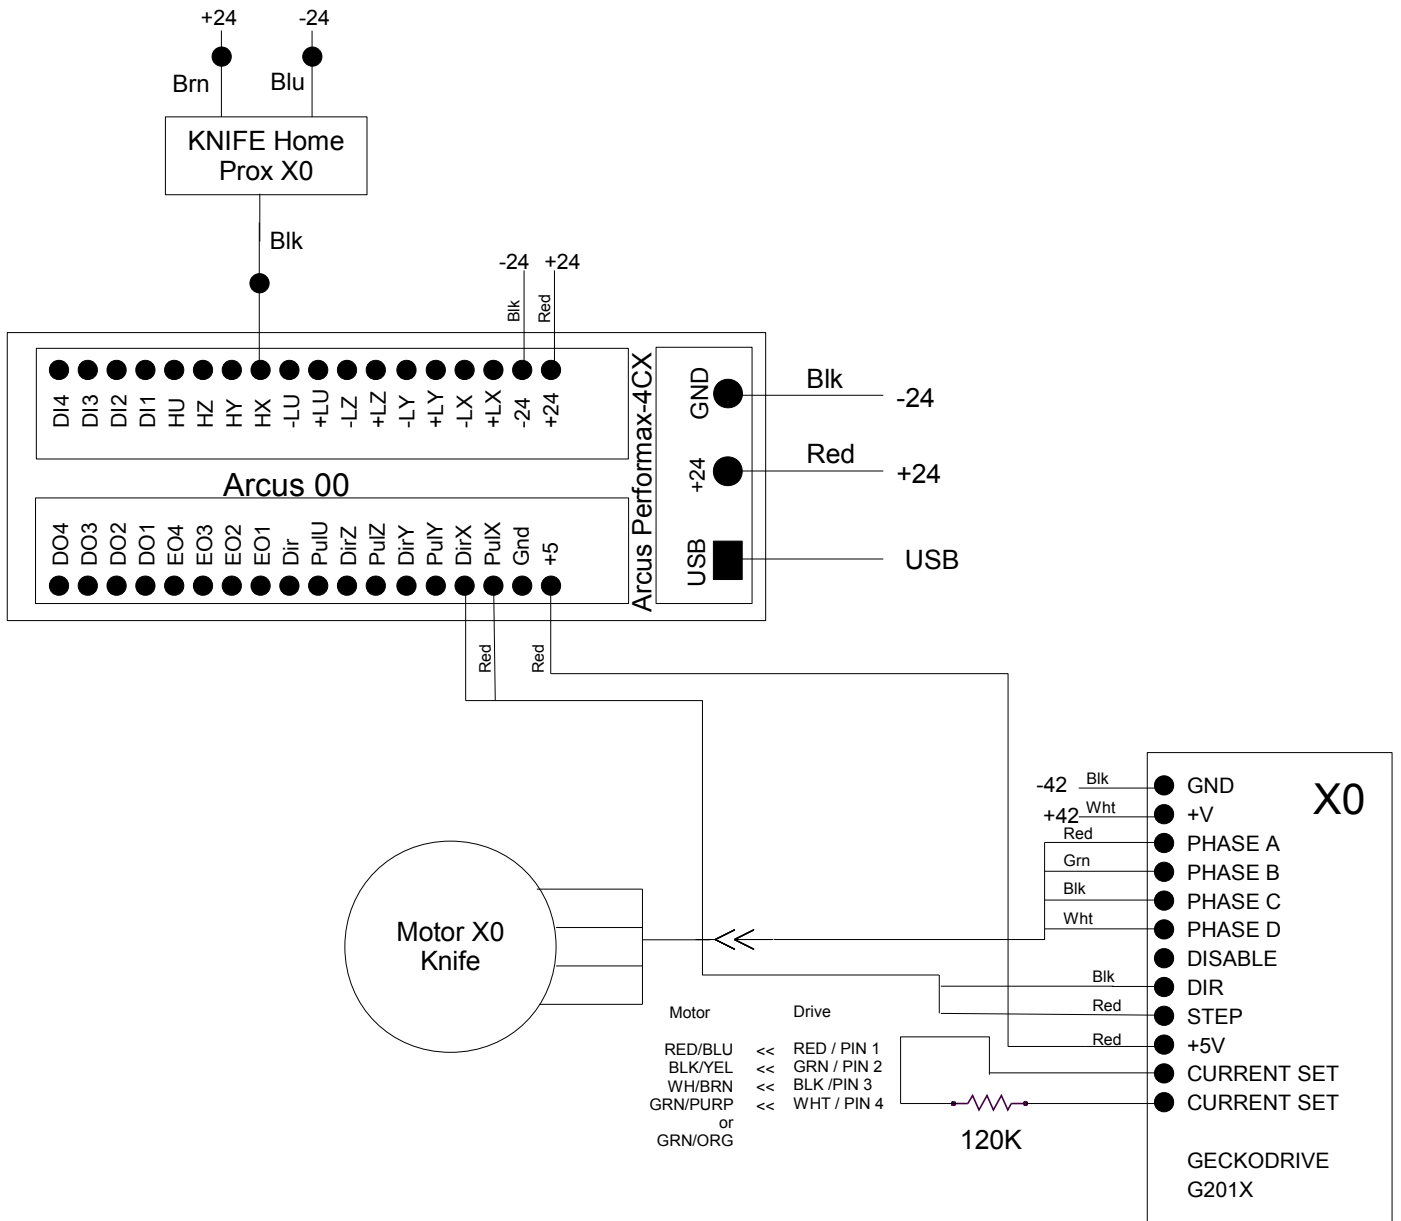 +24
-24
Brn
Blu
KNIFE Home
Prox X0
Blk
-24
+24
Blk
Red
DI4
DI3
DI2
DI1
HU
HZ
HY
HX
-LU
+LU
-LZ
+LZ
-LY
+LY
-LX
+LX
-24
+24
Arcus 00
DO4
DO3
DO2
DO1
EO4
EO3
EO2
EO1
Dir
PulU
DirZ
PulZ
DirY
PulY
DirX
PulX
Gnd
+5
Arcus Performax-4CX
GND
+24
USB
Blk
-24
Red
+24
USB
Red
Red
Motor X0
Knife
-42
Blk
+42
Wht
Red
Grn
Blk
Wht
Blk
Red
Red
GND
+V
PHASE A
PHASE B
PHASE C
PHASE D
DISABLE
DIR
STEP
+5V
CURRENT SET
CURRENT SET
X0
GECKODRIVE
G201X
Motor Drive
RED/BLU << RED / PIN 1
BLK/YEL << GRN / PIN 2
WH/BRN << BLK /PIN 3
GRN/PURP << WHT / PIN 4
or
GRN/ORG
120K